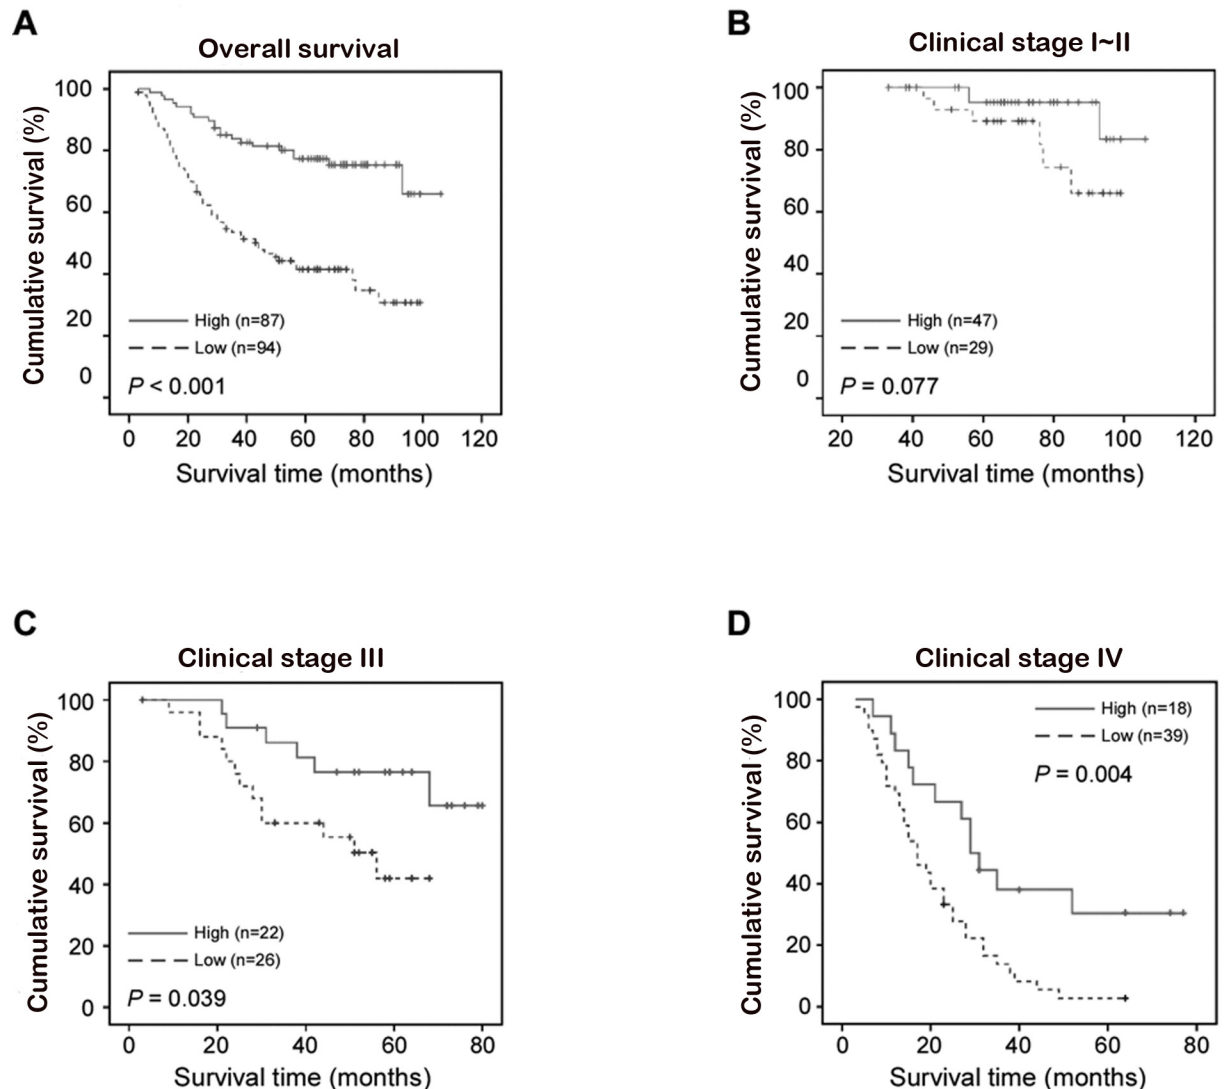 A
Overall survival
Cumulative survival (%)
100
80
60
40
20
0
High (n=87)
Low (n=94)
P < 0.001
0 20 40 60 80 100 120
Survival time (months)
B
Clinical stage I~II
Cumulative survival (%)
100
80
60
40
20
0
High (n=47)
Low (n=29)
P = 0.077
20 40 60 80 100 120
Survival time (months)
C
Clinical stage III
Cumulative survival (%)
100
80
60
40
20
0
High (n=22)
Low (n=26)
P = 0.039
0 20 40 60 80
Survival time (months)
D
Clinical stage IV
Cumulative survival (%)
100
80
60
40
20
0
High (n=18)
Low (n=39)
P = 0.004
0 20 40 60 80
Survival time (months)